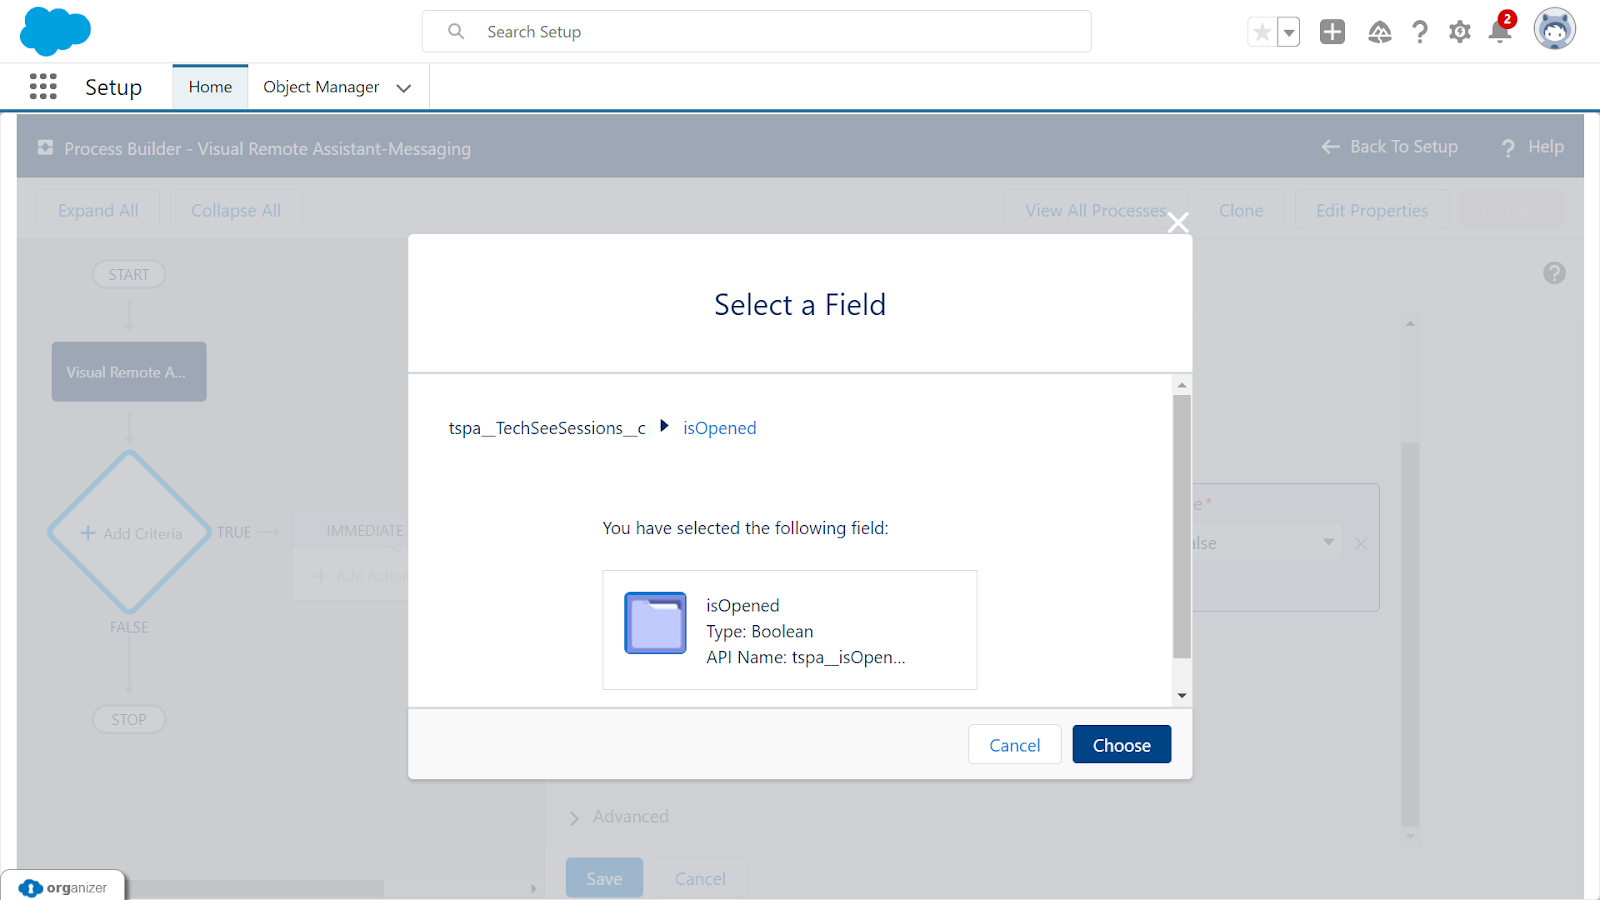 Search Setup
2
Setup
Home
Object Manager
Process Builder - Visual Remote Assistant-Messaging
Back To Setup
? Help
Expand All
Collapse All
View All Processes
Clone
Edit Properties
Activate
START
Visual Remote A...
Add Criteria
TRUE
IMMEDIATE
Add Action
FALSE
STOP
Select a Field
tspa__TechSeeSessions__c
isOpened
You have selected the following field:
isOpened
Type: Boolean
API Name: tspa__isOpen...
Cancel
Choose
e*
alse
Advanced
Save
Cancel
organizer